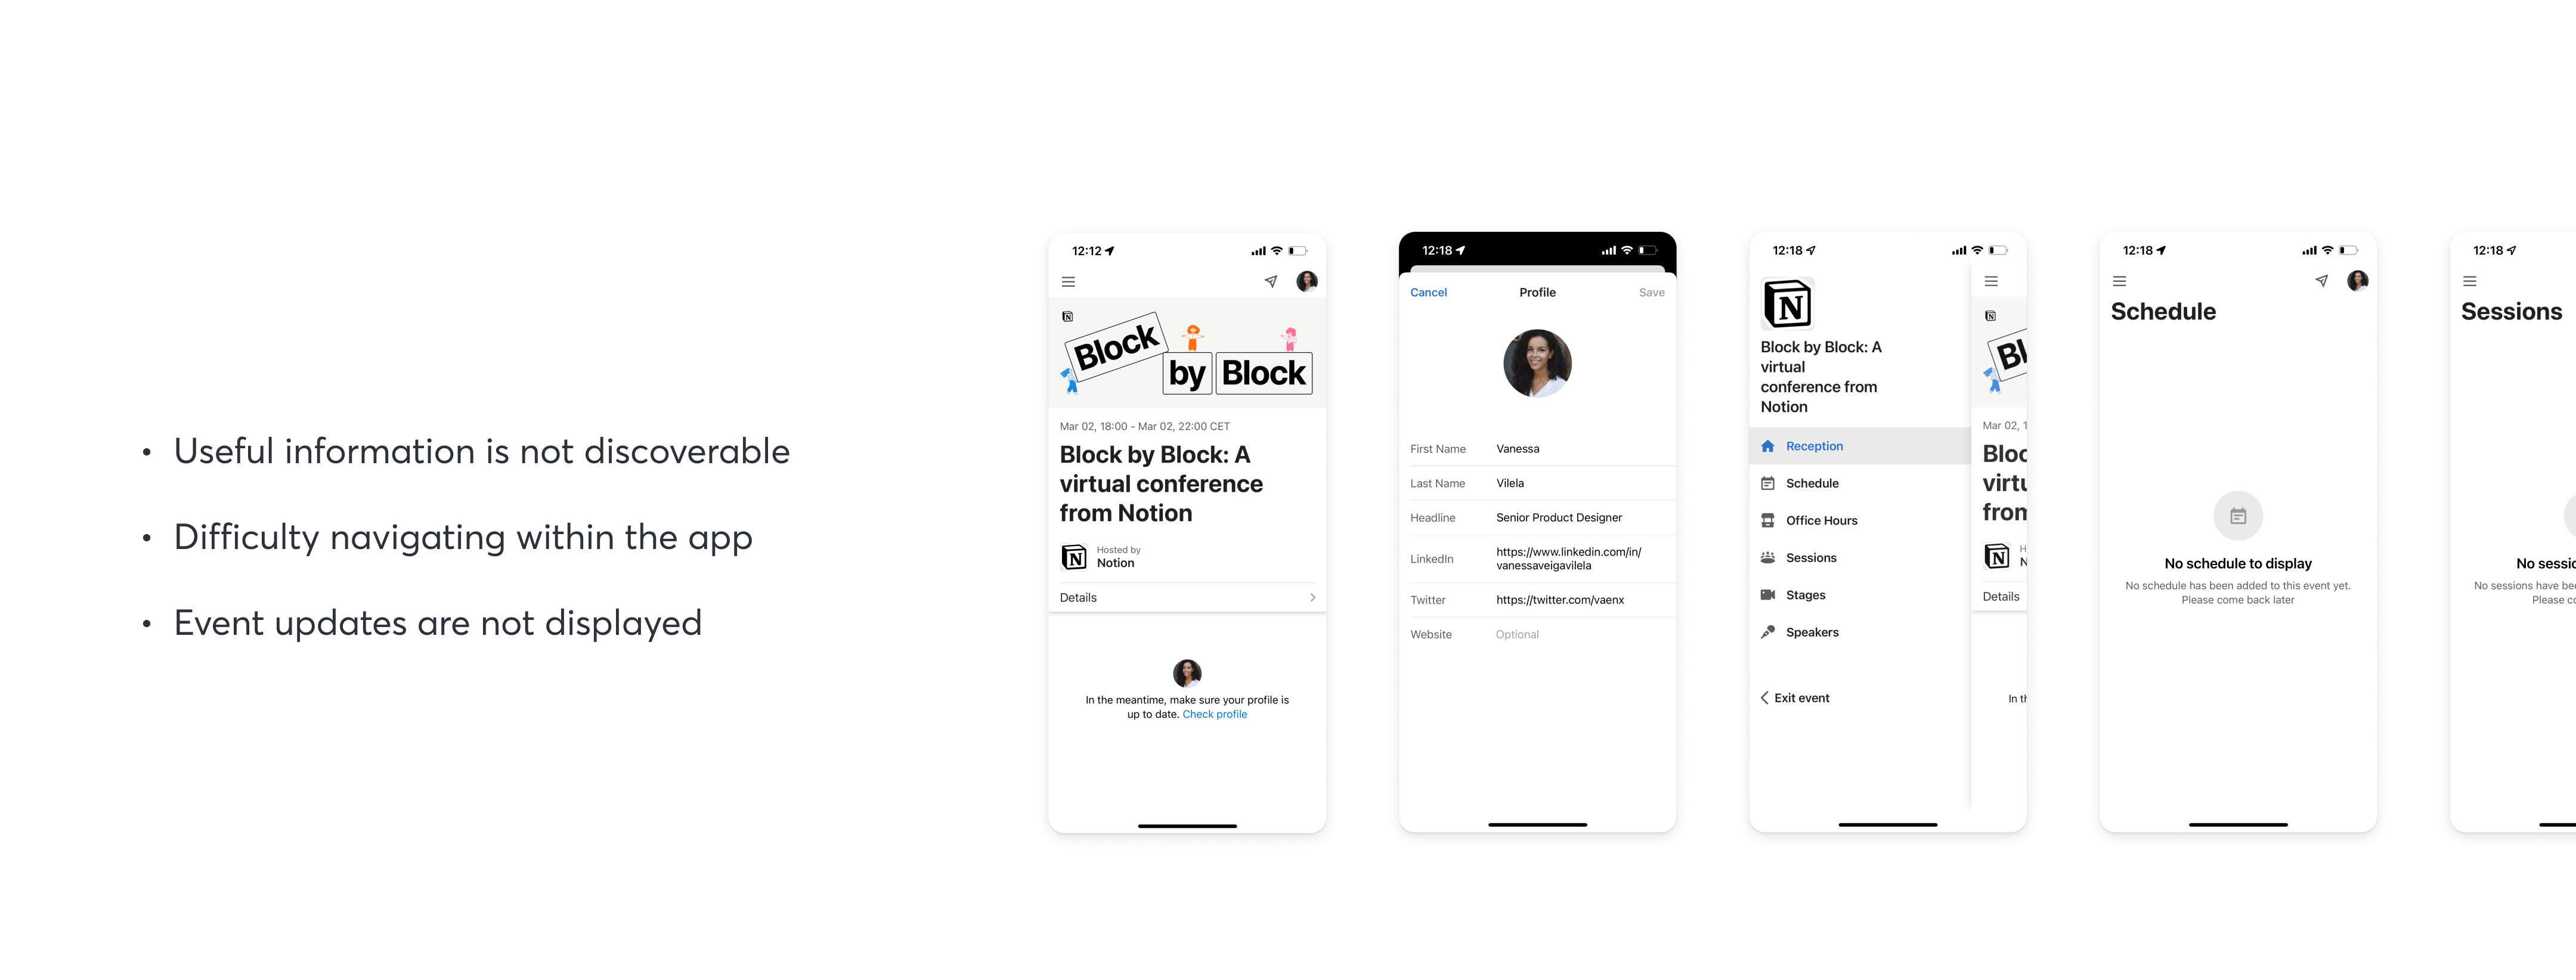 • Useful information is not discoverable
• Difficulty navigating within the app
• Event updates are not displayed
12:12
N
Block
by Block
Mar 02, 18:00 - Mar 02, 22:00 CET
Block by Block: A
virtual conference
from Notion
N
Hosted by
Notion
Details
In the meantime, make sure your profile is
up to date. Check profile
12:18
Cancel Profile Save
First Name Vanessa
Last Name Vilela
Headline Senior Product Designer
LinkedIn https://www.linkedin.com/in/
vanessaveigavilela
Twitter https://twitter.com/vaenx
Website Optional
12:18
N
Block by Block: A
virtual
conference from
Notion
Reception
Schedule
Office Hours
Sessions
Stages
Speakers
Exit event
N
Bl
Mar 02, 1
Bloc
virtu
from
N
H
N
Details
In th
12:18
Schedule
No schedule to display
No schedule has been added to this event yet.
Please come back later
12:18
Sessions
No sessi
No sessions have be
Please co